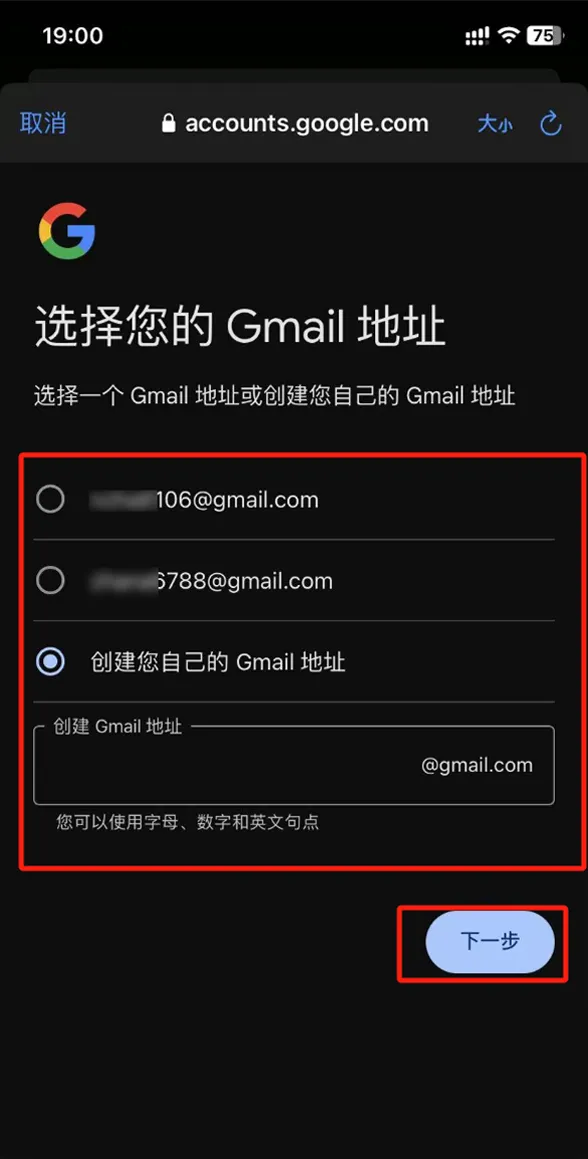 19:00
75
取消 accounts.google.com 大小
选择您的 Gmail 地址
选择一个 Gmail 地址或创建您自己的 Gmail 地址
106@gmail.com
6788@gmail.com
创建您自己的 Gmail 地址
创建 Gmail 地址
@gmail.com
您可以使用字母、数字和英文句点
下一步